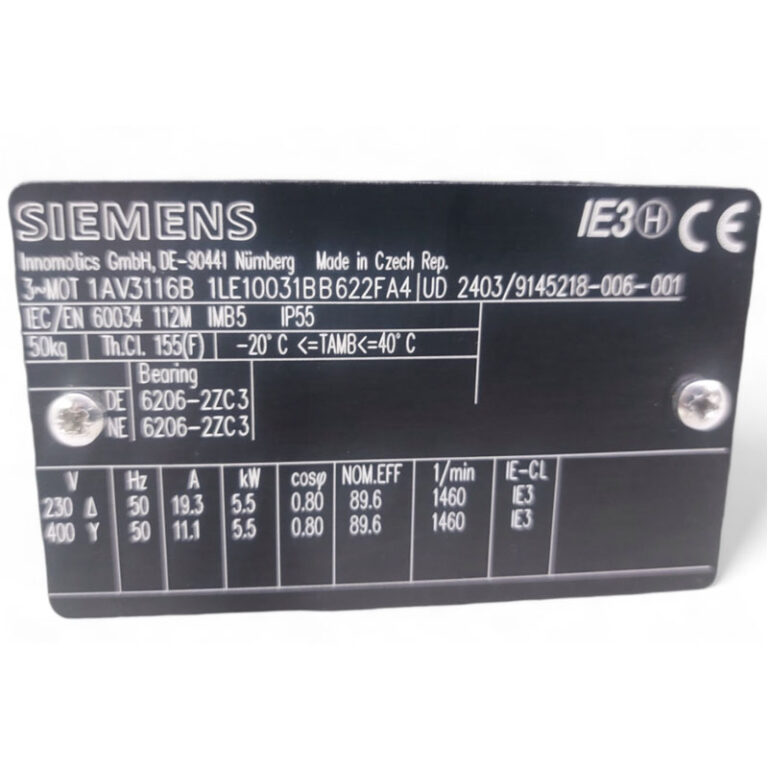 SIEMENS IE3 H CE
Innomotics GmbH, DE-90441 Nürnberg Made in Czech Rep.
3~MOT 1AV3116B 1LE10031BB622FA4 UD 2403/9145218-006-001
IEC/EN 60034 112M IMB5 IP55
50kg Th.Cl. 155(F) -20°C <=TAMB<=40°C
Bearing
DE 6206-2ZC3
NE 6206-2ZC3
V Hz A kW cosφ NOM.EFF 1/min IE-CL
230 Δ 50 19.3 5.5 0.80 89.6 1460 IE3
400 Y 50 11.1 5.5 0.80 89.6 1460 IE3